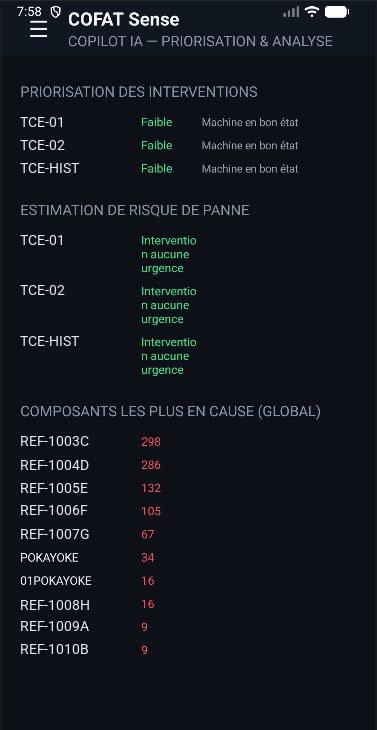 7:58
COFAT Sense
COPILOT IA — PRIORISATION & ANALYSE
PRIORISATION DES INTERVENTIONS
TCE-01 Faible Machine en bon état
TCE-02 Faible Machine en bon état
TCE-HIST Faible Machine en bon état
ESTIMATION DE RISQUE DE PANNE
TCE-01 Interventio
n aucune
urgence
TCE-02 Interventio
n aucune
urgence
TCE-HIST Interventio
n aucune
urgence
COMPOSANTS LES PLUS EN CAUSE (GLOBAL)
REF-1003C 298
REF-1004D 286
REF-1005E 132
REF-1006F 105
REF-1007G 67
POKAYOKE 34
01POKAYOKE 16
REF-1008H 16
REF-1009A 9
REF-1010B 9